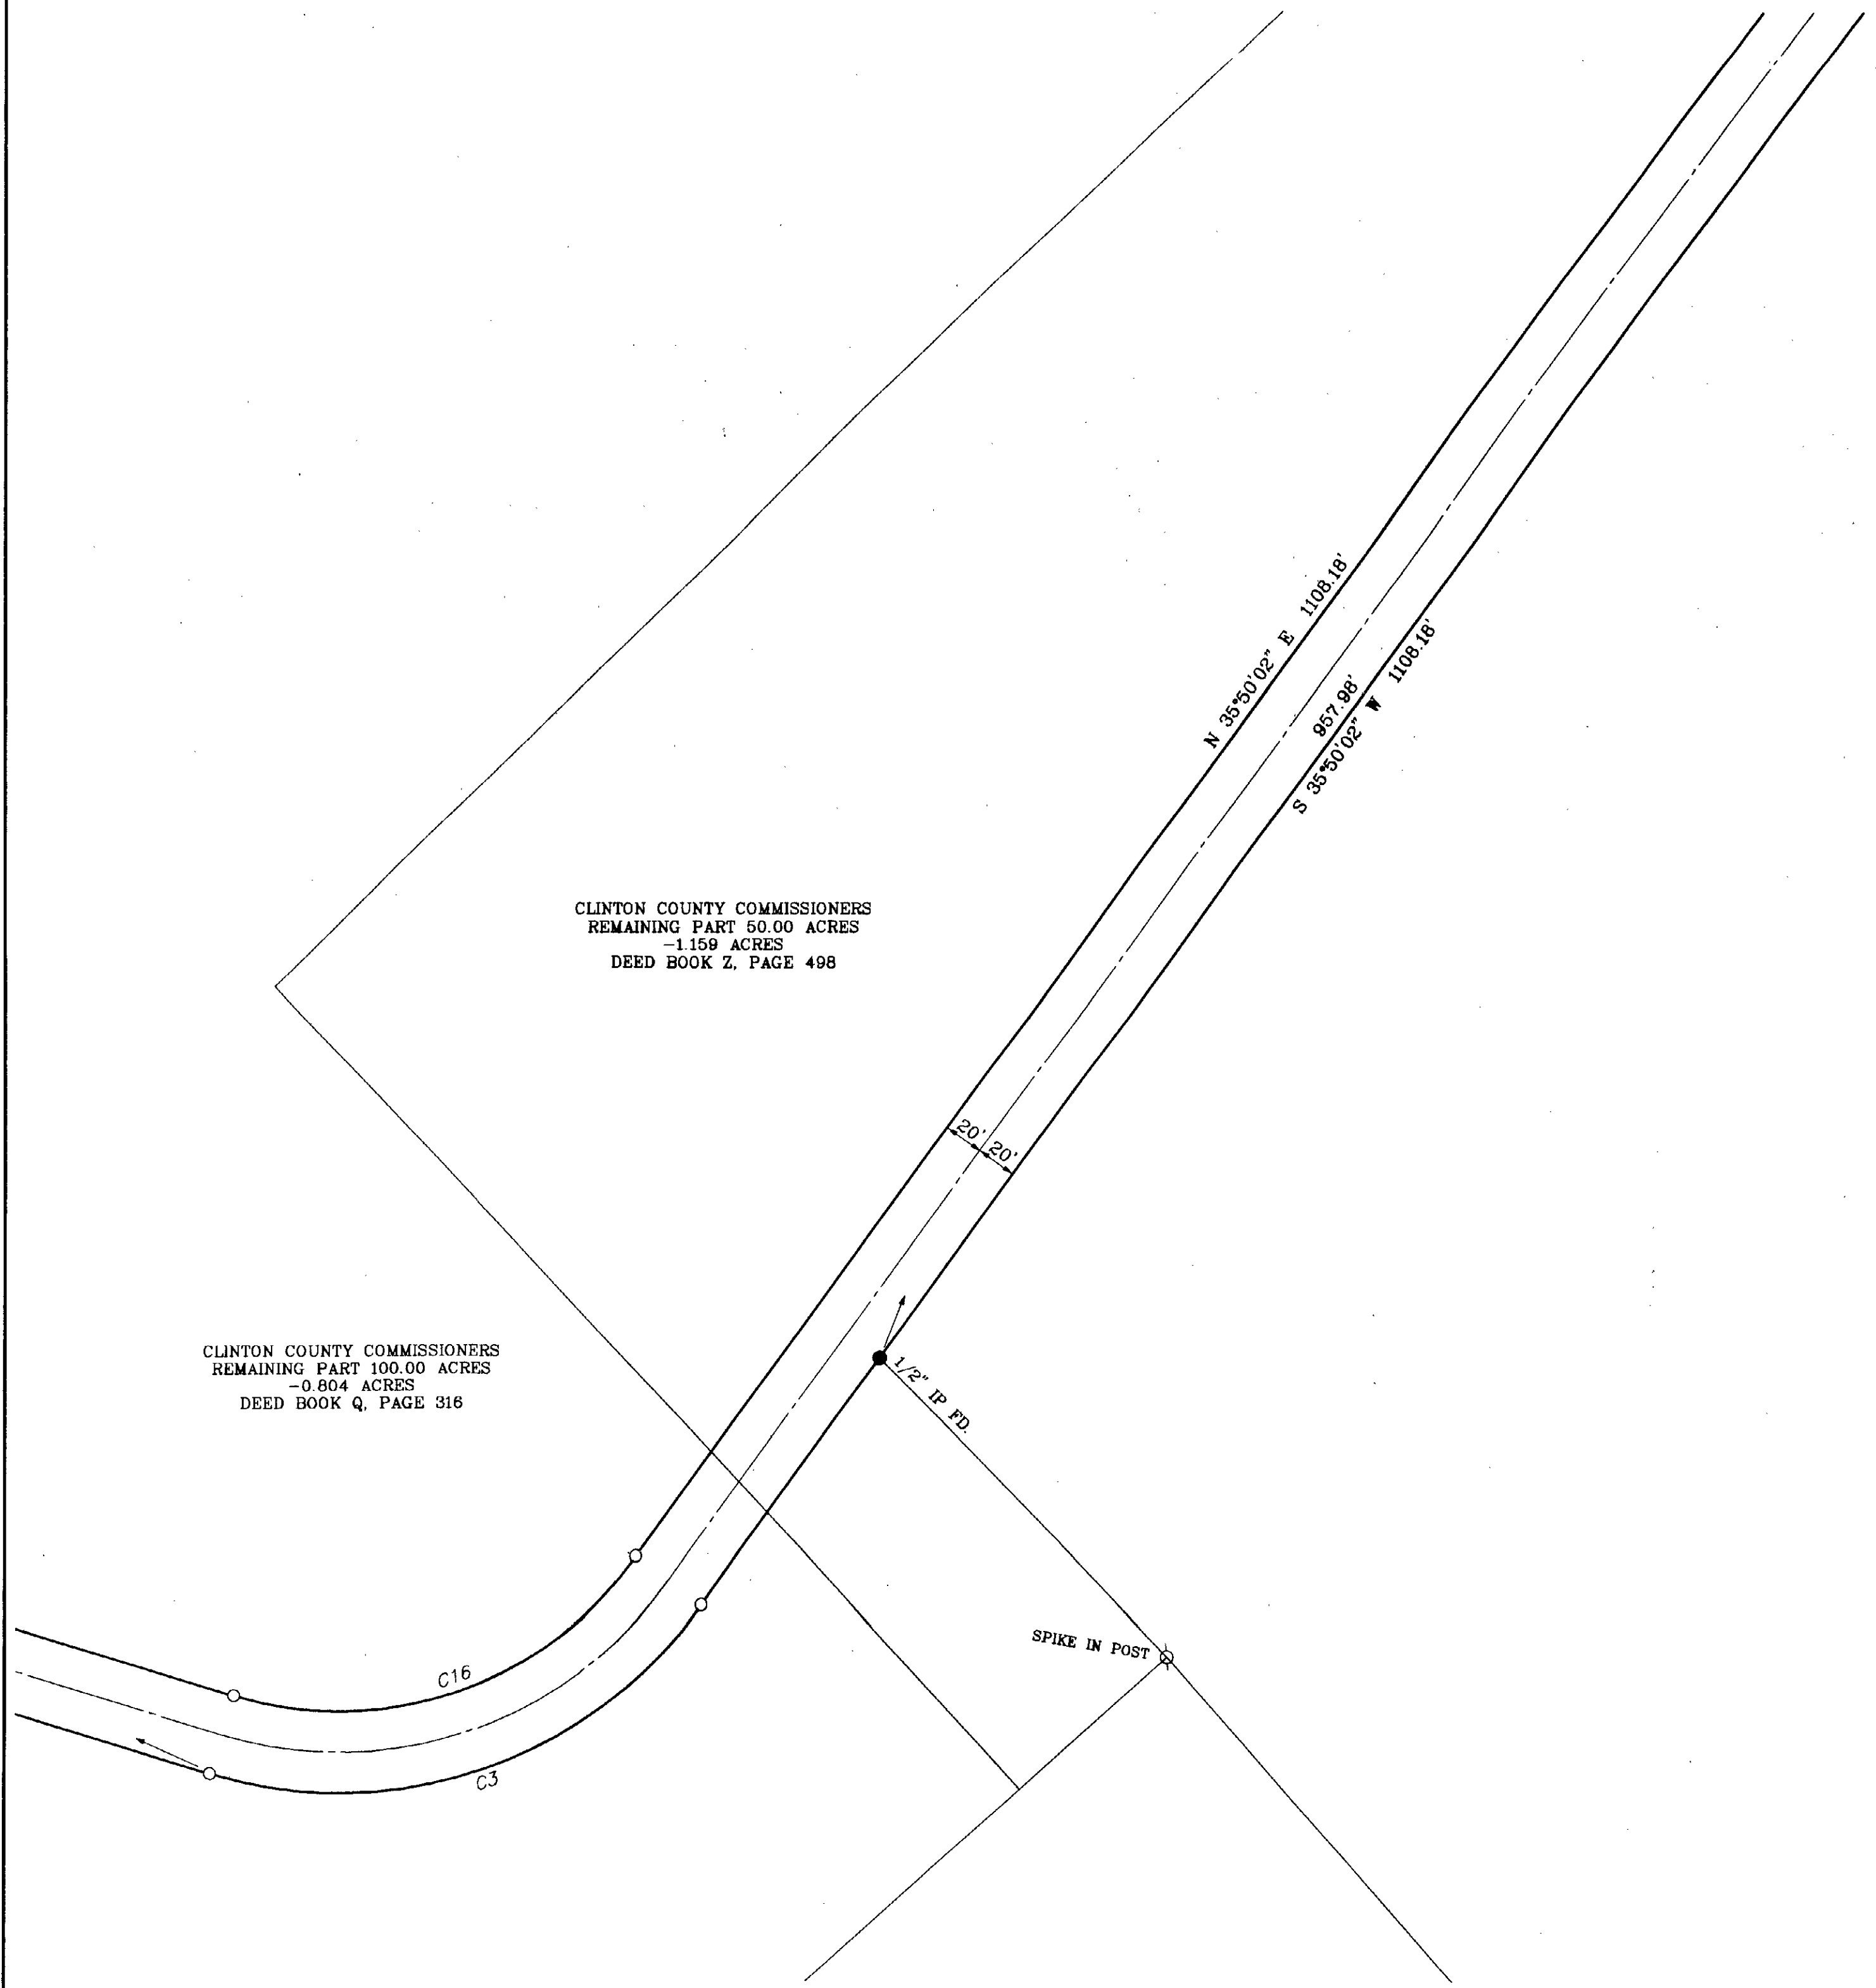 N 35°50'02" E 1108.18'
957.98'
S 35°50'02" W 1108.18'
CLINTON COUNTY COMMISSIONERS
REMAINING PART 50.00 ACRES
-1.159 ACRES
DEED BOOK Z, PAGE 498
20' 20'
CLINTON COUNTY COMMISSIONERS
REMAINING PART 100.00 ACRES
-0.804 ACRES
DEED BOOK Q, PAGE 316
1/2" IP FD.
SPIKE IN POST
C16
C3